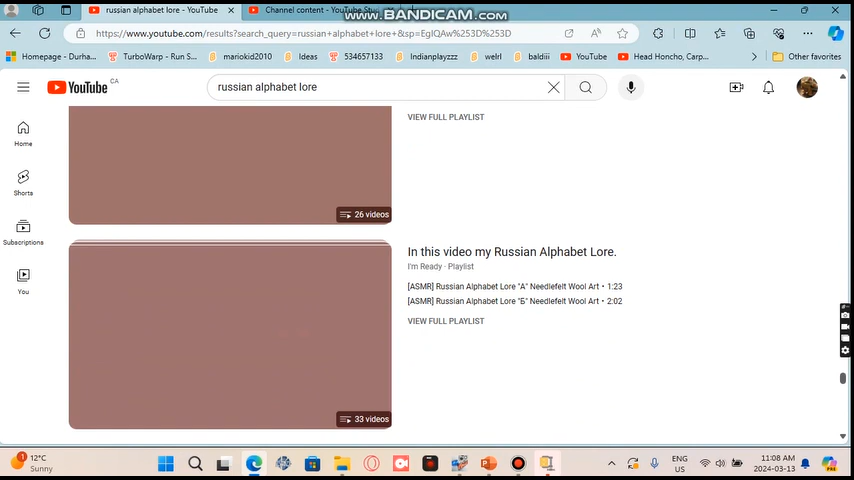 www.BANDICAM.com
russian alphabet lore - YouTube
Channel content - YouTube Stu
https://www.youtube.com/results?search_query=russian+alphabet+lore+&sp=EgIQAw%253D%253D
Homepage - Durha...
TurboWarp - Run S...
mariokid2010
Ideas
534657133
Indianplayzzz
welrl
baldiii
YouTube
Head Honcho, Carp...
Other favorites
YouTube CA
russian alphabet lore
Home
Shorts
Subscriptions
You
VIEW FULL PLAYLIST
26 videos
In this video my Russian Alphabet Lore.
I'm Ready · Playlist
[ASMR] Russian Alphabet Lore "А" Needlefelt Wool Art • 1:23
[ASMR] Russian Alphabet Lore "Б" Needlefelt Wool Art • 2:02
VIEW FULL PLAYLIST
33 videos
1
12°C
Sunny
ENG
US
11:08 AM
2024-03-13